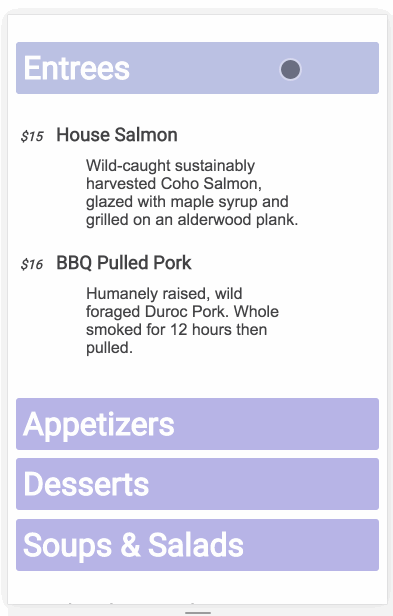 Entrees
$15 House Salmon
Wild-caught sustainably
harvested Coho Salmon,
glazed with maple syrup and
grilled on an alderwood plank.
$16 BBQ Pulled Pork
Humanely raised, wild
foraged Duroc Pork. Whole
smoked for 12 hours then
pulled.
Appetizers
Desserts
Soups & Salads